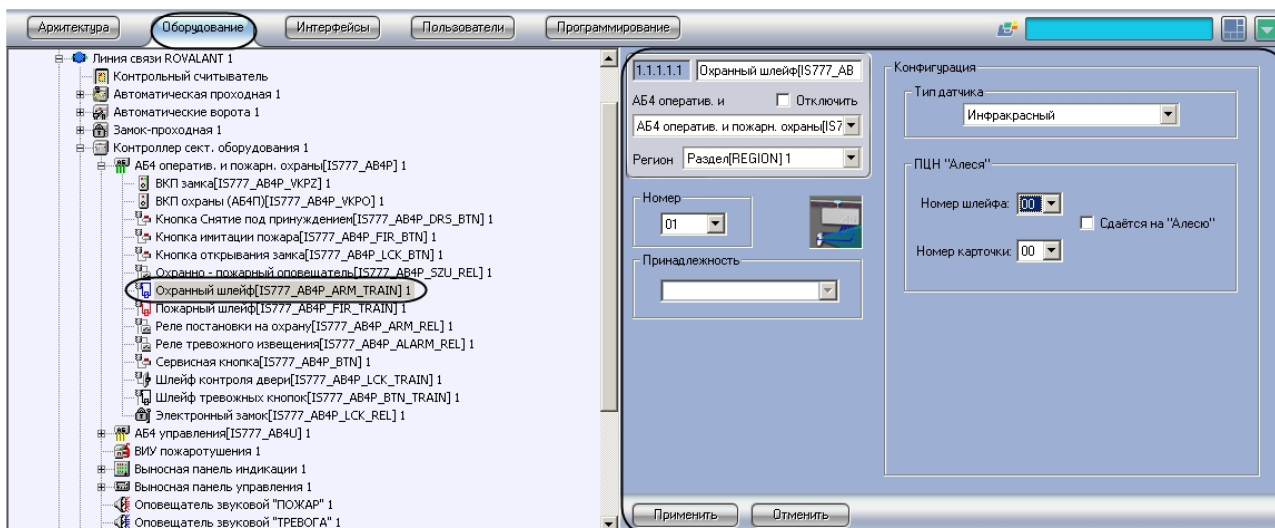 Архитектура
Оборудование
Интерфейсы
Пользователи
Программирование
Линия связи ROVALANT 1
Контрольный считыватель
Автоматическая проходная 1
Автоматические ворота 1
Замок-проходная 1
Контроллер сект. оборудования 1
АБ4 оператив. и пожарн. охраны[IS777_AB4P] 1
ВКП замка[IS777_AB4P_VKPZ] 1
ВКП охраны (АБ4П)[IS777_AB4P_VKPO] 1
Кнопка Снятие под принуждением[IS777_AB4P_DRS_BTN] 1
Кнопка имитации пожара[IS777_AB4P_FIR_BTN] 1
Кнопка открывания замка[IS777_AB4P_LCK_BTN] 1
Охранно - пожарный оповещатель[IS777_AB4P_SZU_REL] 1
Охранный шлейф[IS777_AB4P_ARM_TRAIN] 1
Пожарный шлейф[IS777_AB4P_FIR_TRAIN] 1
Реле постановки на охрану[IS777_AB4P_ARM_REL] 1
Реле тревожного извещения[IS777_AB4P_ALARM_REL] 1
Сервисная кнопка[IS777_AB4P_BTN] 1
Шлейф контроля двери[IS777_AB4P_LCK_TRAIN] 1
Шлейф тревожных кнопок[IS777_AB4P_BTN_TRAIN] 1
Электронный замок[IS777_AB4P_LCK_REL] 1
АБ4 управления[IS777_AB4U] 1
ВИУ пожаротушения 1
Выносная панель индикации 1
Выносная панель управления 1
Оповещатель звуковой "ПОЖАР" 1
Оповещатель звуковой "ТРЕВОГА" 1
1.1.1.1.1 Охранный шлейф[IS777_AB
АБ4 оператив. и Отключить
АБ4 оператив. и пожарн. охраны[IS7
Регион Раздел[REGION] 1
Номер
01
Принадлежность
Конфигурация
Тип датчика
Инфракрасный
ПЦН "Алеся"
Номер шлейфа: 00
Сдаётся на "Алесю"
Номер карточки: 00
Применить
Отменить